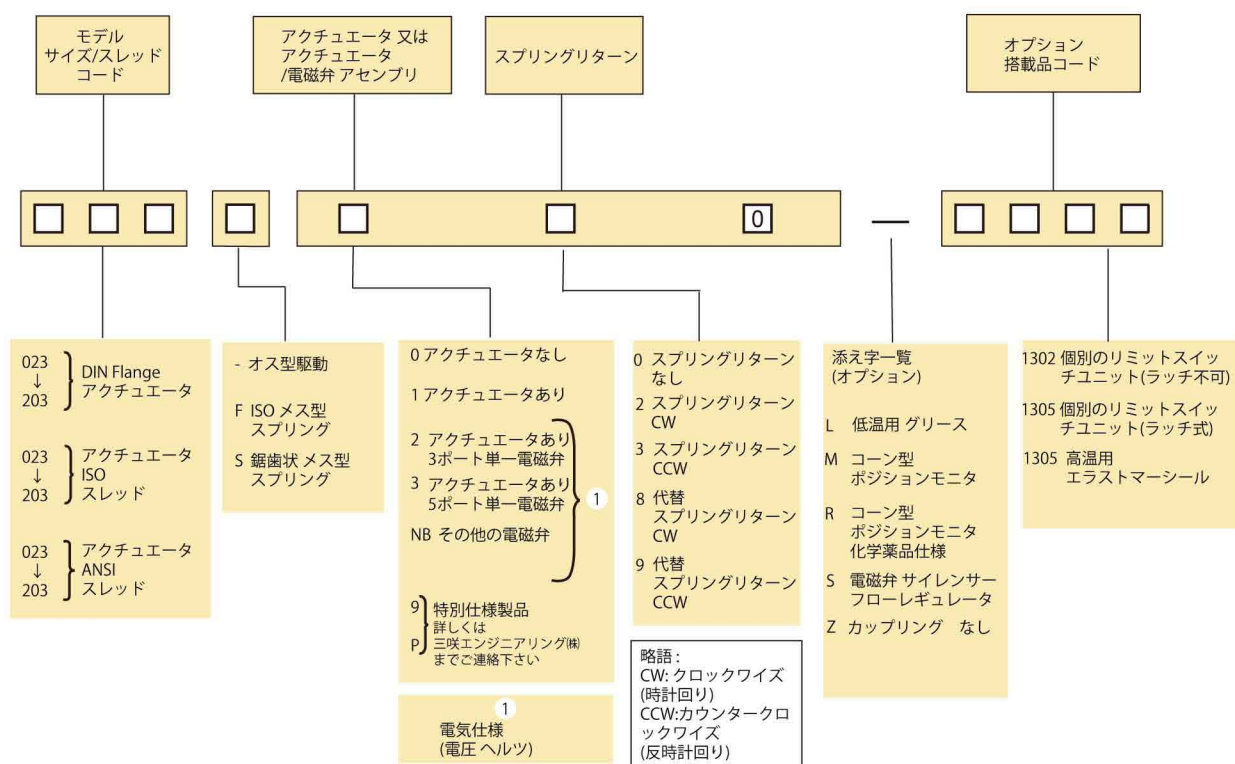 モデル
サイズ/スレッド
コード
アクチュエータ 又は
アクチュエータ
/電磁弁 アセンブリ
スプリングリターン
オプション
搭載品コード
0
023
↓
203
DIN Flange
アクチュエータ
023
↓
203
アクチュエータ
ISO
スレッド
023
↓
203
アクチュエータ
ANSI
スレッド
- オス型駆動
F ISO メス型
スプリング
S 鋸歯状 メス型
スプリング
0 アクチュエータなし
1 アクチュエータあり
2 アクチュエータあり
3ポート単一電磁弁
3 アクチュエータあり
5ポート単一電磁弁
NB その他の電磁弁
1
9
P
特別仕様製品
詳しくは
三咲エンジニアリング㈱
までご連絡下さい
1
電気仕様
(電圧 ヘルツ)
0 スプリングリターン
なし
2 スプリングリターン
CW
3 スプリングリターン
CCW
8 代替
スプリングリターン
CW
9 代替
スプリングリターン
CCW
略語 :
CW: クロックワイズ
(時計回り)
CCW:カウンタークロ
ックワイズ
(反時計回り)
添え字一覧
(オプション)
L 低温用 グリース
M コーン型
ポジションモニタ
R コーン型
ポジションモニタ
化学薬品仕様
S 電磁弁 サイレンサー
フローレギュレータ
Z カップリング なし
1302 個別のリミットスイッ
チユニット(ラッチ不可)
1305 個別のリミットスイッ
チユニット(ラッチ式)
1305 高温用
エラストマーシール